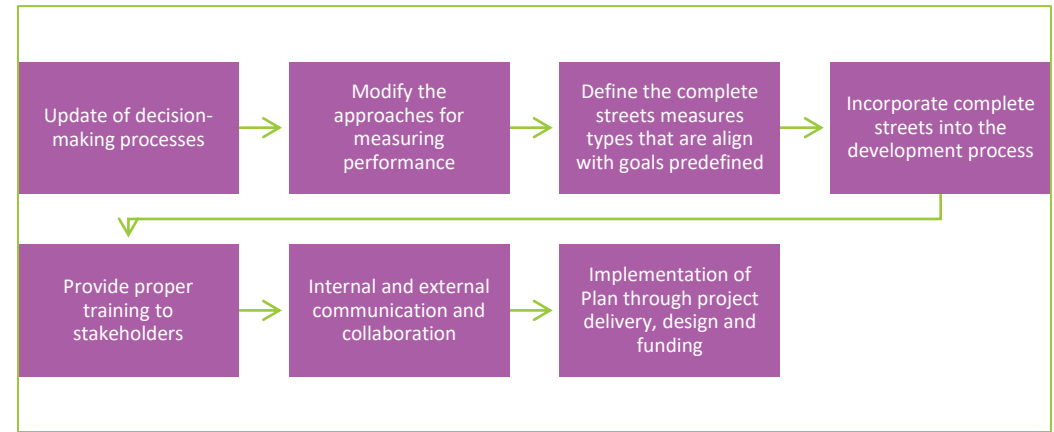 Update of decision-
making processes
Modify the
approaches for
measuring
performance
Define the complete
streets measures
types that are align
with goals predefined
Incorporate complete
streets into the
development process
Provide proper
training to
stakeholders
Internal and external
communication and
collaboration
Implementation of
Plan through project
delivery, design and
funding